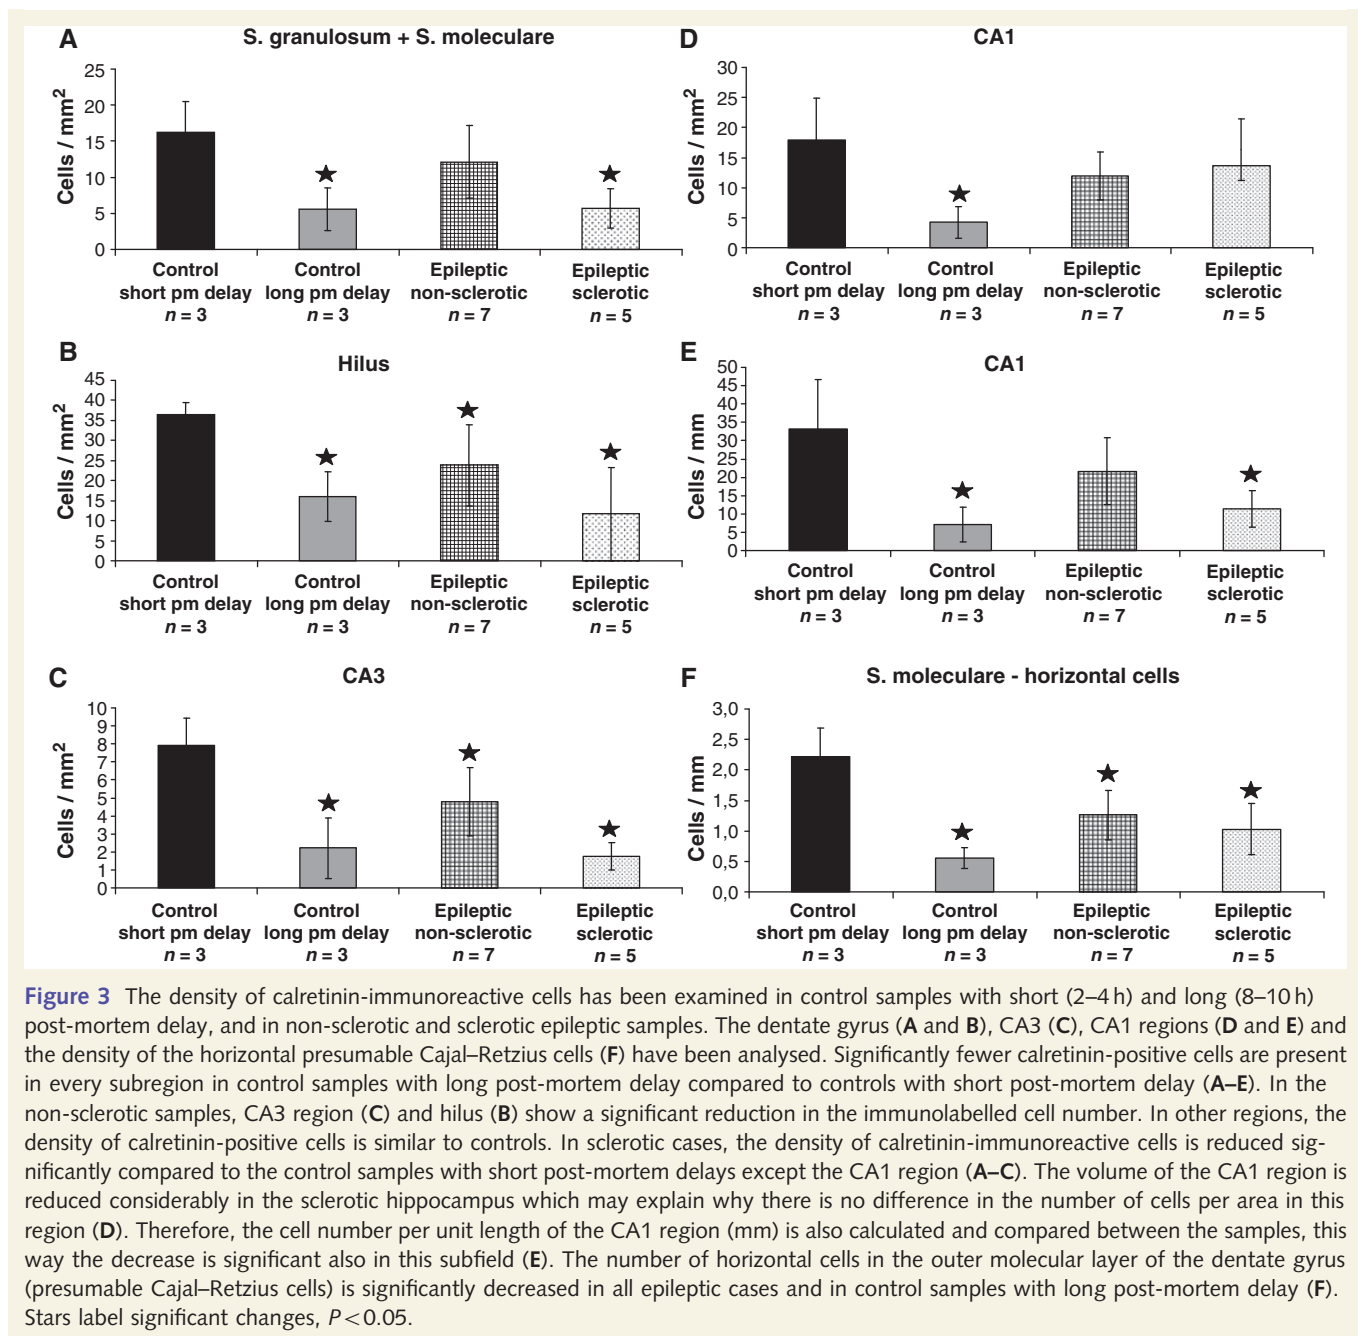 A
S. granulosum + S. moleculare
Cells / mm²
25
20
15
10
5
0
Control
short pm delay
n = 3
Control
long pm delay
n = 3
Epileptic
non-sclerotic
n = 7
Epileptic
sclerotic
n = 5
B
Hilus
Cells / mm²
45
40
35
30
25
20
15
10
5
0
Control
short pm delay
n = 3
Control
long pm delay
n = 3
Epileptic
non-sclerotic
n = 7
Epileptic
sclerotic
n = 5
C
CA3
Cells / mm²
10
9
8
7
6
5
4
3
2
1
0
Control
short pm delay
n = 3
Control
long pm delay
n = 3
Epileptic
non-sclerotic
n = 7
Epileptic
sclerotic
n = 5
D
CA1
Cells / mm²
30
25
20
15
10
5
0
Control
short pm delay
n = 3
Control
long pm delay
n = 3
Epileptic
non-sclerotic
n = 7
Epileptic
sclerotic
n = 5
E
CA1
Cells / mm
50
45
40
35
30
25
20
15
10
5
0
Control
short pm delay
n = 3
Control
long pm delay
n = 3
Epileptic
non-sclerotic
n = 7
Epileptic
sclerotic
n = 5
F
S. moleculare - horizontal cells
Cells / mm
3,0
2,5
2,0
1,5
1,0
0,5
0,0
Control
short pm delay
n = 3
Control
long pm delay
n = 3
Epileptic
non-sclerotic
n = 7
Epileptic
sclerotic
n = 5
Figure 3 The density of calretinin-immunoreactive cells has been examined in control samples with short (2–4 h) and long (8–10 h)
post-mortem delay, and in non-sclerotic and sclerotic epileptic samples. The dentate gyrus (A and B), CA3 (C), CA1 regions (D and E) and
the density of the horizontal presumable Cajal–Retzius cells (F) have been analysed. Significantly fewer calretinin-positive cells are present
in every subregion in control samples with long post-mortem delay compared to controls with short post-mortem delay (A–E). In the
non-sclerotic samples, CA3 region (C) and hilus (B) show a significant reduction in the immunolabelled cell number. In other regions, the
density of calretinin-positive cells is similar to controls. In sclerotic cases, the density of calretinin-immunoreactive cells is reduced sig-
nificantly compared to the control samples with short post-mortem delays except the CA1 region (A–C). The volume of the CA1 region is
reduced considerably in the sclerotic hippocampus which may explain why there is no difference in the number of cells per area in this
region (D). Therefore, the cell number per unit length of the CA1 region (mm) is also calculated and compared between the samples, this
way the decrease is significant also in this subfield (E). The number of horizontal cells in the outer molecular layer of the dentate gyrus
(presumable Cajal–Retzius cells) is significantly decreased in all epileptic cases and in control samples with long post-mortem delay (F).
Stars label significant changes, P < 0.05.